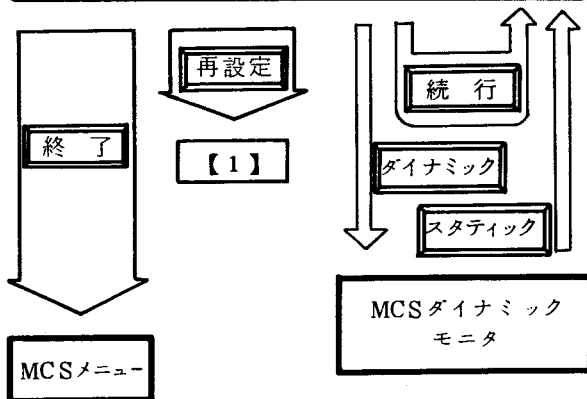 再設定
続 行
終 了
【1】
ダイナミック
スタティック
MCSダイナミック
モニタ
MCSメニュー